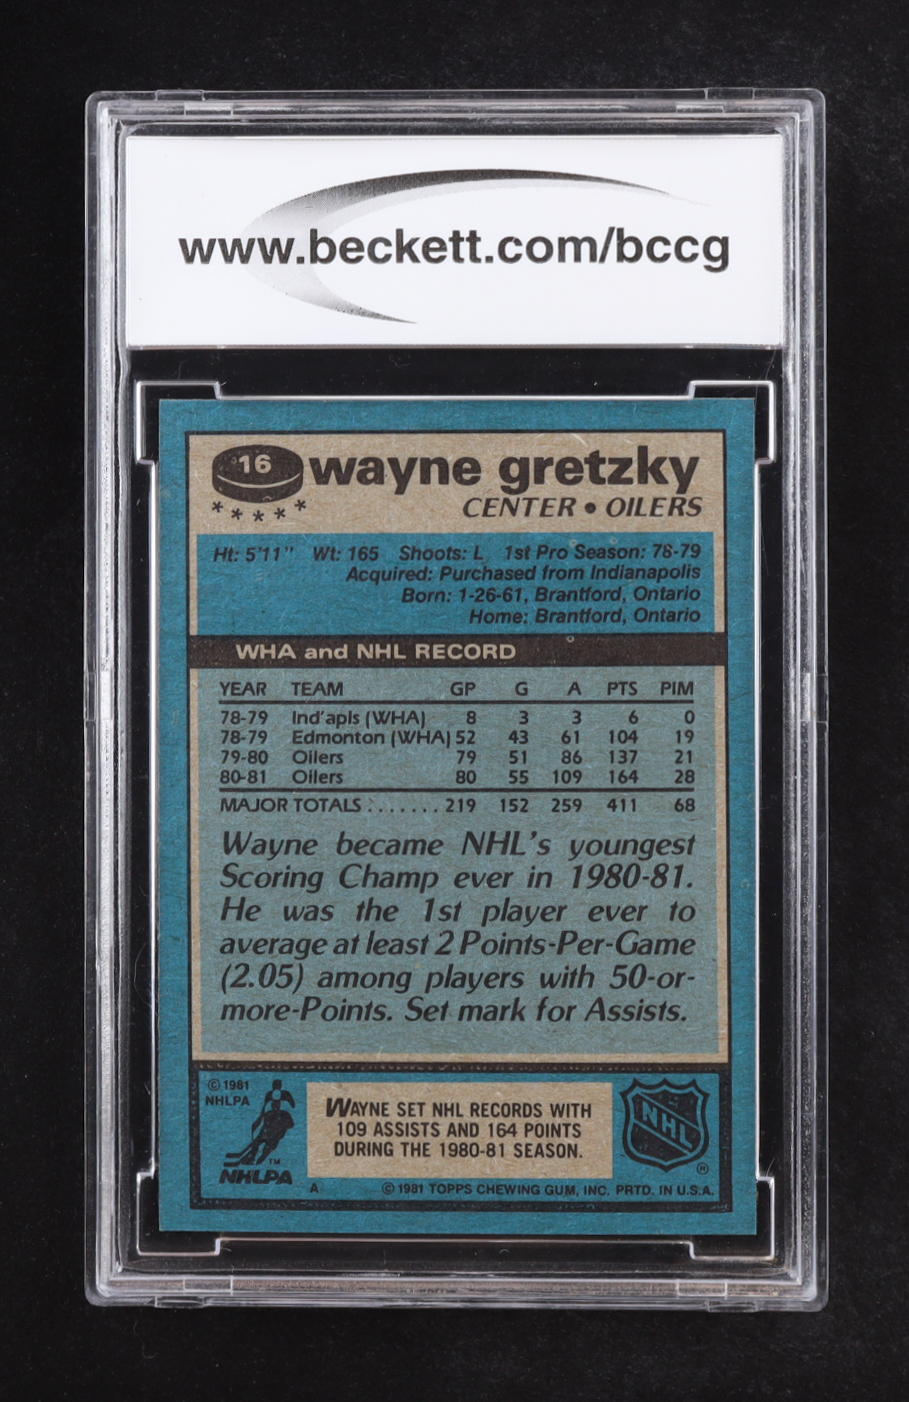 www.beckett.com/bccg
16
wayne gretzky
CENTER • OILERS
* * * * *
Ht: 5'11" Wt: 165 Shoots: L 1st Pro Season: 78-79
Acquired: Purchased from Indianapolis
Born: 1-26-61, Brantford, Ontario
Home: Brantford, Ontario
WHA and NHL RECORD
YEAR TEAM GP G A PTS PIM
78-79 Ind'apls (WHA) 8 3 3 6 0
78-79 Edmonton (WHA) 52 43 61 104 19
79-80 Oilers 79 51 86 137 21
80-81 Oilers 80 55 109 164 28
MAJOR TOTALS ........ 219 152 259 411 68
Wayne became NHL's youngest
Scoring Champ ever in 1980-81.
He was the 1st player ever to
average at least 2 Points-Per-Game
(2.05) among players with 50-or-
more-Points. Set mark for Assists.
© 1981
NHLPA
TM
NHLPA
WAYNE SET NHL RECORDS WITH
109 ASSISTS AND 164 POINTS
DURING THE 1980-81 SEASON.
NHL
®
A © 1981 TOPPS CHEWING GUM, INC. PRTD. IN U.S.A.